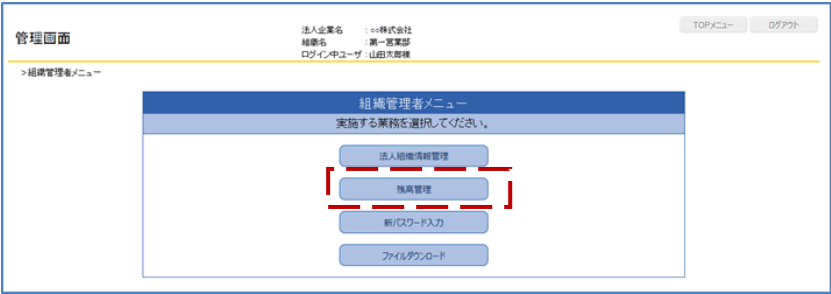 管理画面
法人企業名 : ○○株式会社
組織名 : 第一営業部
ログイン中ユーザ : 山田太郎様
TOPメニュー ログアウト
>組織管理者メニュー
組織管理者メニュー
実施する業務を選択してください。
法人組織情報管理
残高管理
新パスワード入力
ファイルダウンロード